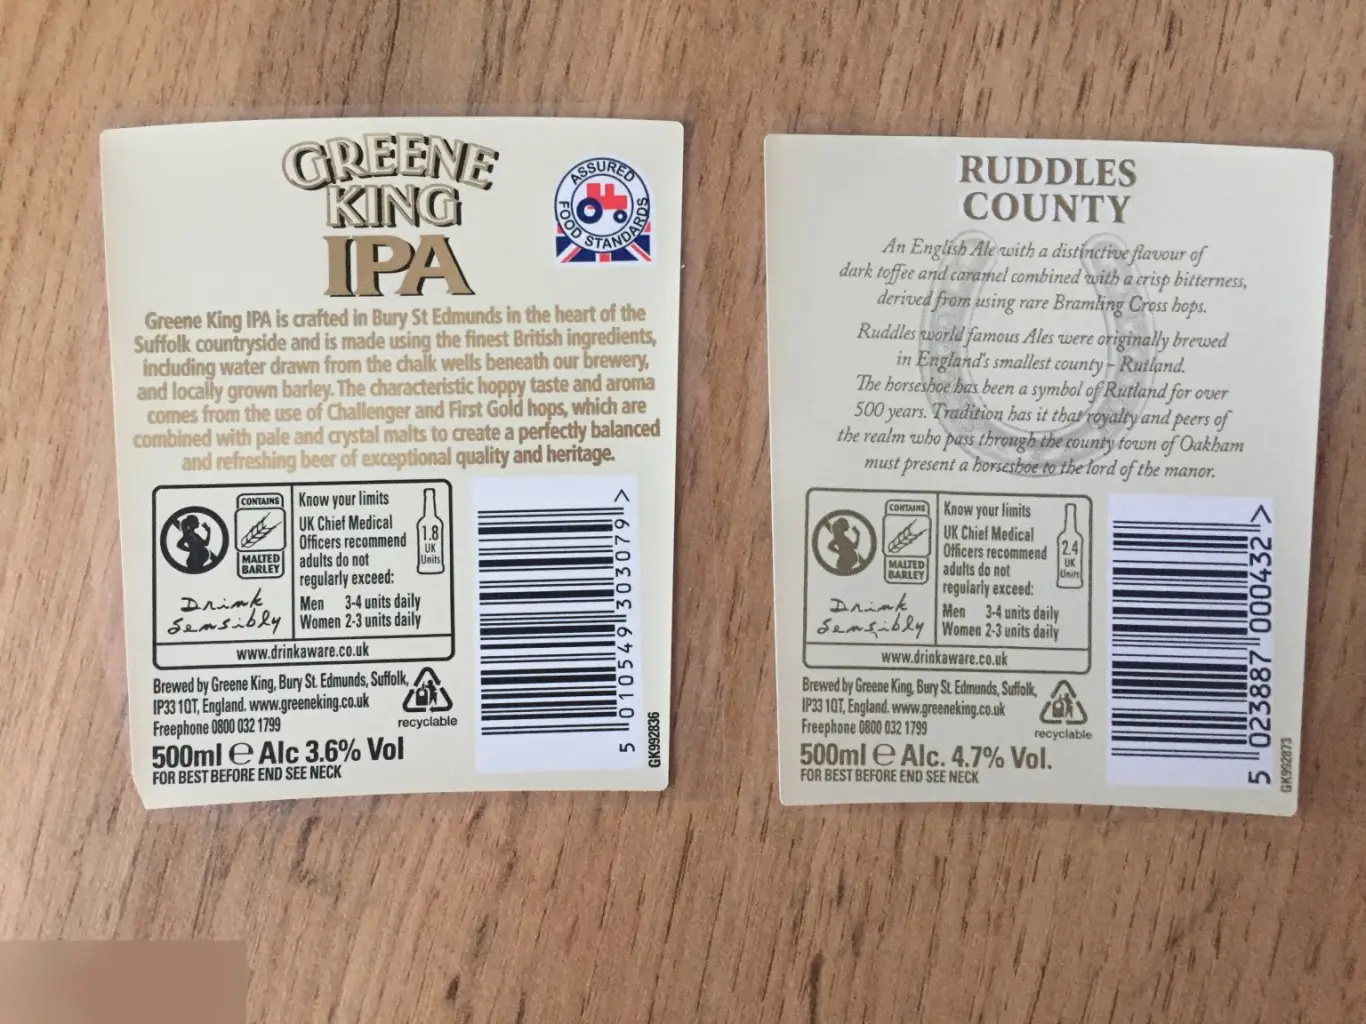 GREENE
KING
IPA
ASSURED
FOOD STANDARDS
Greene King IPA is crafted in Bury St Edmunds in the heart of the
Suffolk countryside and is made using the finest British ingredients,
including water drawn from the chalk wells beneath our brewery,
and locally grown barley. The characteristic hoppy taste and aroma
comes from the use of Challenger and First Gold hops, which are
combined with pale and crystal malts to create a perfectly balanced
and refreshing beer of exceptional quality and heritage.
CONTAINS
MALTED
BARLEY
Drink
Sensibly
Know your limits
UK Chief Medical
Officers recommend
adults do not
regularly exceed:
Men 3-4 units daily
Women 2-3 units daily
1.8
UK
Units
www.drinkaware.co.uk
Brewed by Greene King, Bury St. Edmunds, Suffolk,
IP33 1QT, England. www.greeneking.co.uk
Freephone 0800 032 1799
recyclable
500ml e Alc 3.6% Vol
FOR BEST BEFORE END SEE NECK
5 010549 303079 >
GK992836
RUDDLES
COUNTY
An English Ale with a distinctive flavour of
dark toffee and caramel combined with a crisp bitterness,
derived from using rare Bramling Cross hops.
Ruddles world famous Ales were originally brewed
in England's smallest county - Rutland.
The horseshoe has been a symbol of Rutland for over
500 years. Tradition has it that royalty and peers of
the realm who pass through the county town of Oakham
must present a horseshoe to the lord of the manor.
CONTAINS
MALTED
BARLEY
Drink
Sensibly
Know your limits
UK Chief Medical
Officers recommend
adults do not
regularly exceed:
Men 3-4 units daily
Women 2-3 units daily
2.4
UK
Units
www.drinkaware.co.uk
Brewed by Greene King, Bury St. Edmunds, Suffolk,
IP33 1QT, England. www.greeneking.co.uk
Freephone 0800 032 1799
recyclable
500ml e Alc. 4.7% Vol.
FOR BEST BEFORE END SEE NECK
5 023887 000432 >
GK992873